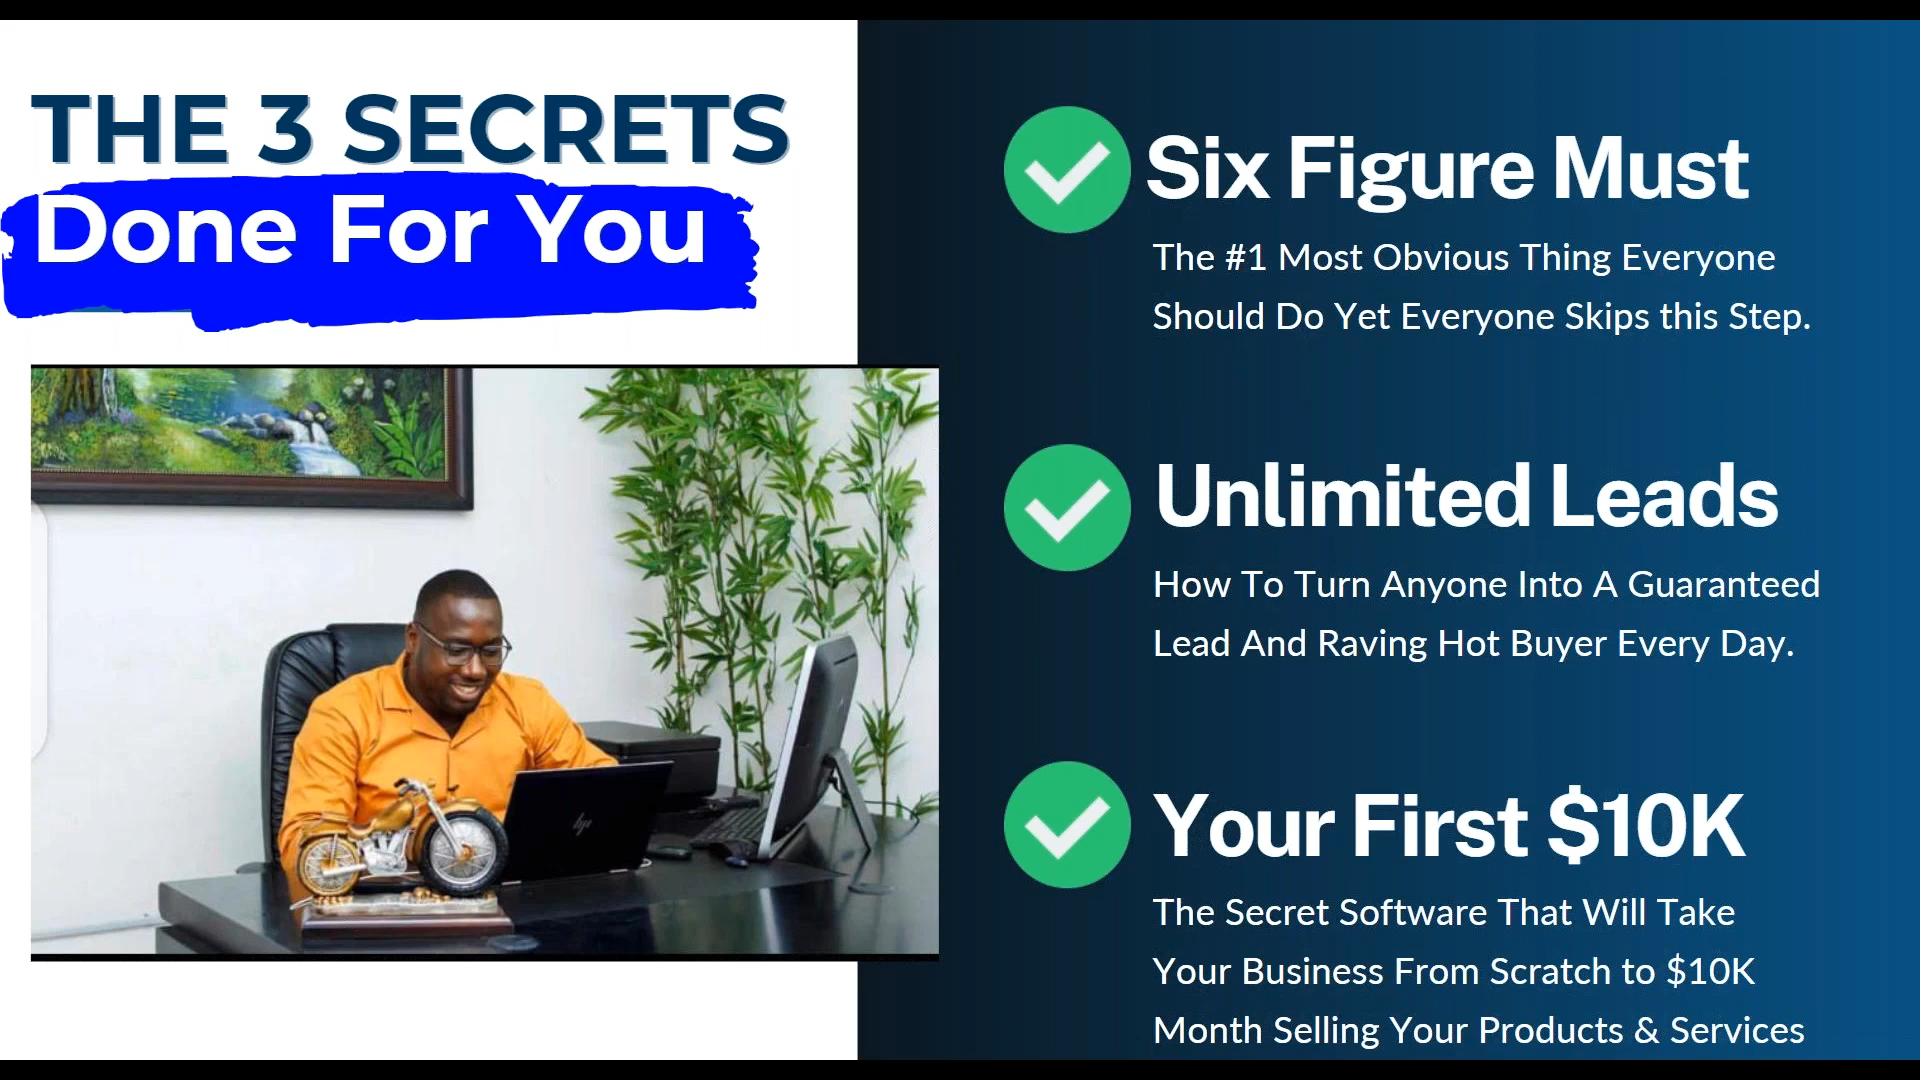 THE 3 SECRETS
Done For You
Six Figure Must
The #1 Most Obvious Thing Everyone
Should Do Yet Everyone Skips this Step.
Unlimited Leads
How To Turn Anyone Into A Guaranteed
Lead And Raving Hot Buyer Every Day.
Your First $10K
The Secret Software That Will Take
Your Business From Scratch to $10K
Month Selling Your Products & Services
hp